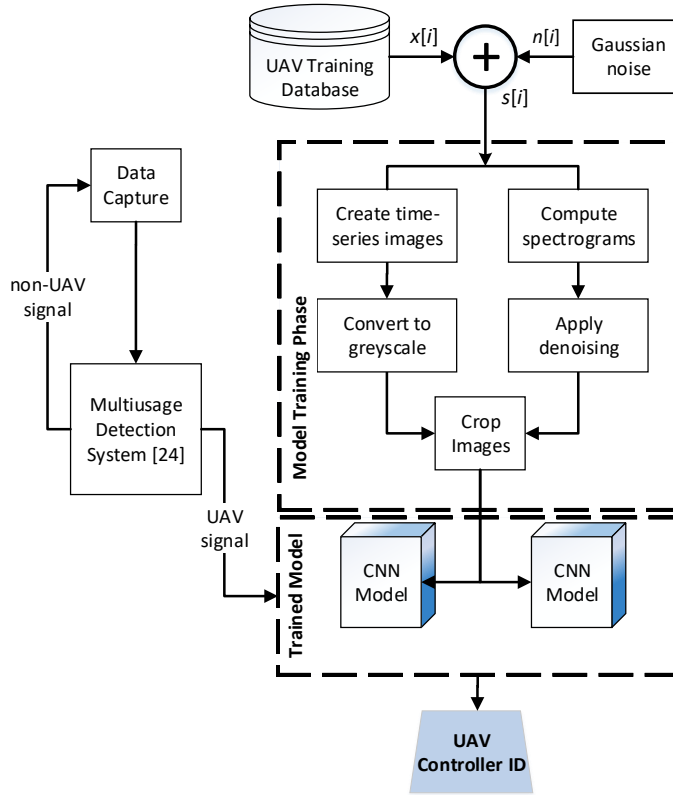 UAV Training
Database
x[i]
n[i]
Gaussian
noise
s[i]
Data
Capture
non-UAV
signal
Multiusage
Detection
System [24]
UAV
signal
Model Training Phase
Create time-
series images
Compute
spectrograms
Convert to
greyscale
Apply
denoising
Crop
Images
Trained Model
CNN
Model
CNN
Model
UAV
Controller ID